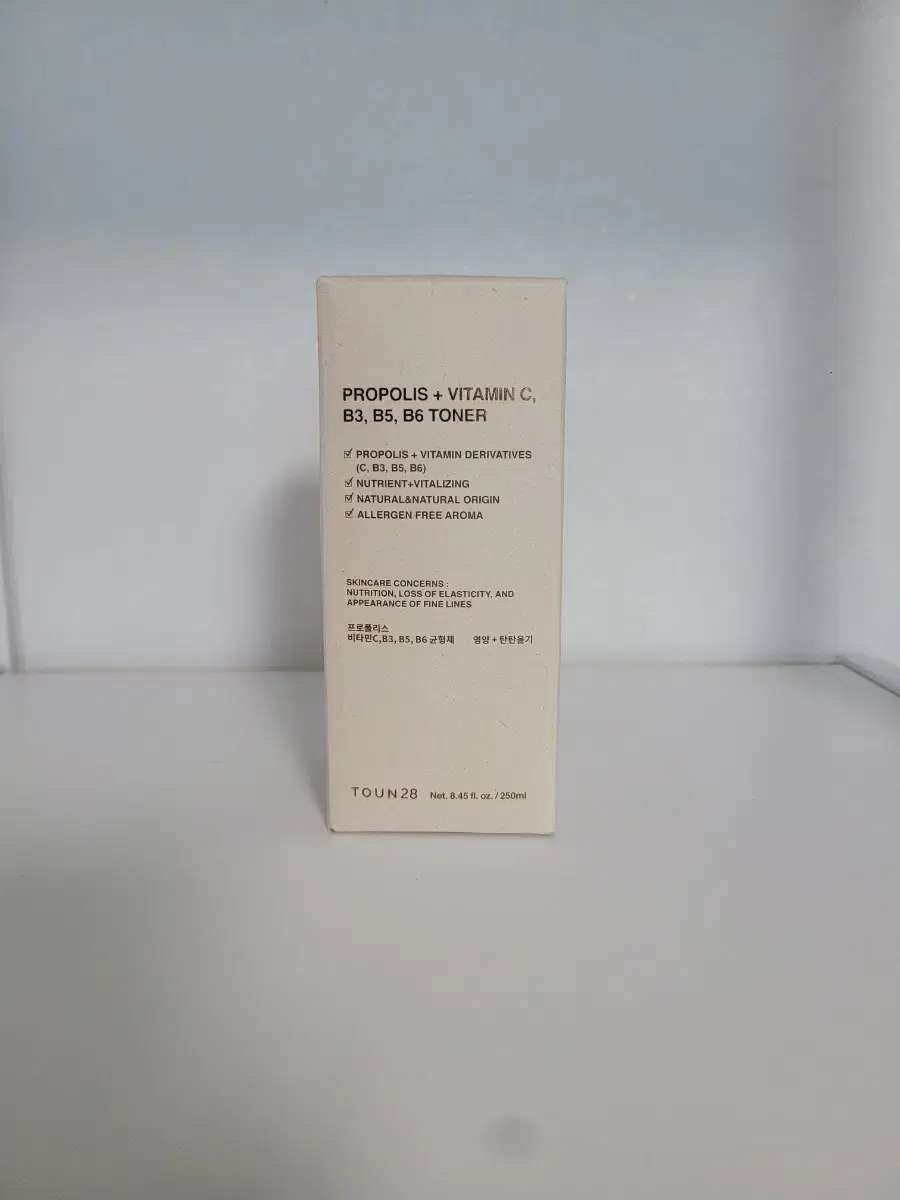 PROPOLIS + VITAMIN C,
B3, B5, B6 TONER
PROPOLIS + VITAMIN DERIVATIVES
(C, B3, B5, B6)
NUTRIENT+VITALIZING
NATURAL&NATURAL ORIGIN
ALLERGEN FREE AROMA
SKINCARE CONCERNS :
NUTRITION, LOSS OF ELASTICITY, AND
APPEARANCE OF FINE LINES
프로폴리스
비타민C,B3, B5, B6 균형제 영양 + 탄탄윤기
TOUN28 Net. 8.45 fl. oz. / 250ml